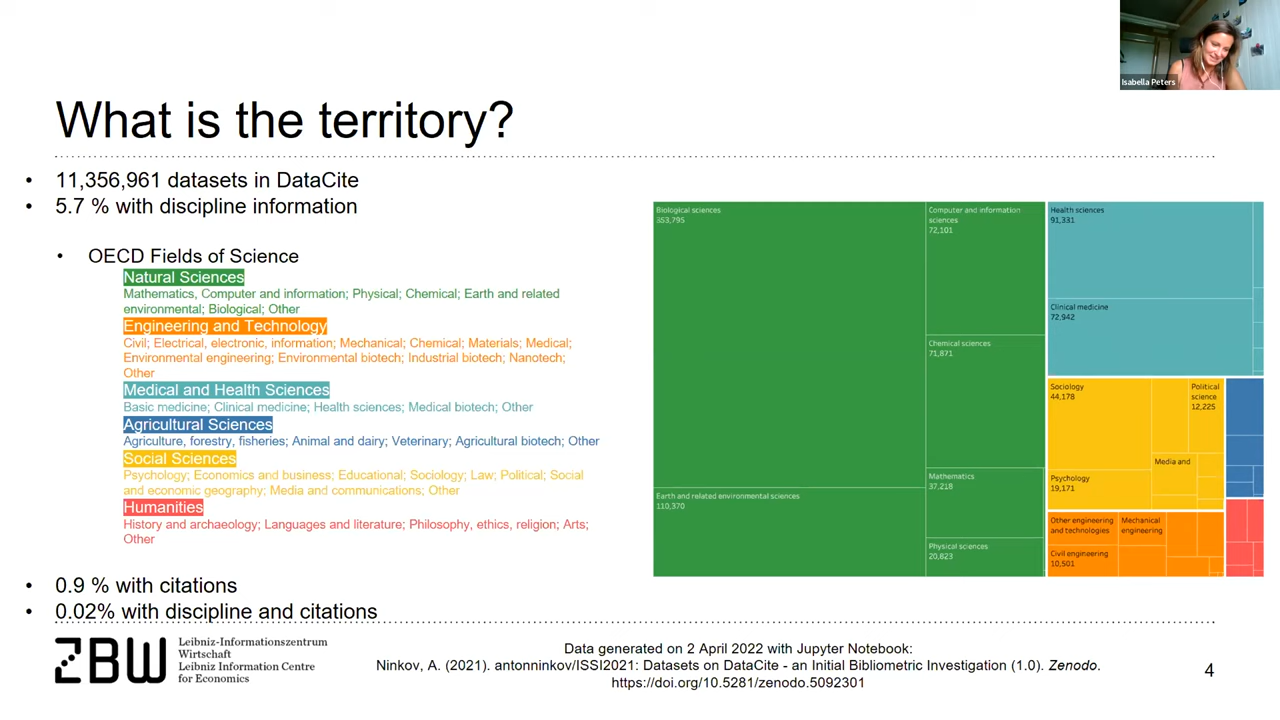 Isabella Peters
What is the territory?
• 11,356,961 datasets in DataCite
• 5.7 % with discipline information
• OECD Fields of Science
Natural Sciences
Mathematics, Computer and information; Physical; Chemical; Earth and related
environmental; Biological; Other
Engineering and Technology
Civil; Electrical, electronic, information; Mechanical; Chemical; Materials; Medical;
Environmental engineering; Environmental biotech; Industrial biotech; Nanotech;
Other
Medical and Health Sciences
Basic medicine; Clinical medicine; Health sciences; Medical biotech; Other
Agricultural Sciences
Agriculture, forestry, fisheries; Animal and dairy; Veterinary; Agricultural biotech; Other
Social Sciences
Psychology; Economics and business; Educational; Sociology; Law; Political; Social
and economic geography; Media and communications; Other
Humanities
History and archaeology; Languages and literature; Philosophy, ethics, religion; Arts;
Other
• 0.9 % with citations
• 0.02% with discipline and citations
Biological sciences
353,795
Earth and related environmental sciences
110,370
Computer and information
sciences
72,101
Chemical sciences
71,871
Mathematics
37,218
Physical sciences
20,823
Health sciences
91,331
Clinical medicine
72,942
Sociology
44,178
Psychology
19,171
Political
science
12,225
Media and
Other engineering
and technologies
Civil engineering
10,501
Mechanical
engineering
ZBW
Leibniz-Informationszentrum
Wirtschaft
Leibniz Information Centre
for Economics
Data generated on 2 April 2022 with Jupyter Notebook:
Ninkov, A. (2021). antonninkov/ISSI2021: Datasets on DataCite - an Initial Bibliometric Investigation (1.0). Zenodo.
https://doi.org/10.5281/zenodo.5092301
4